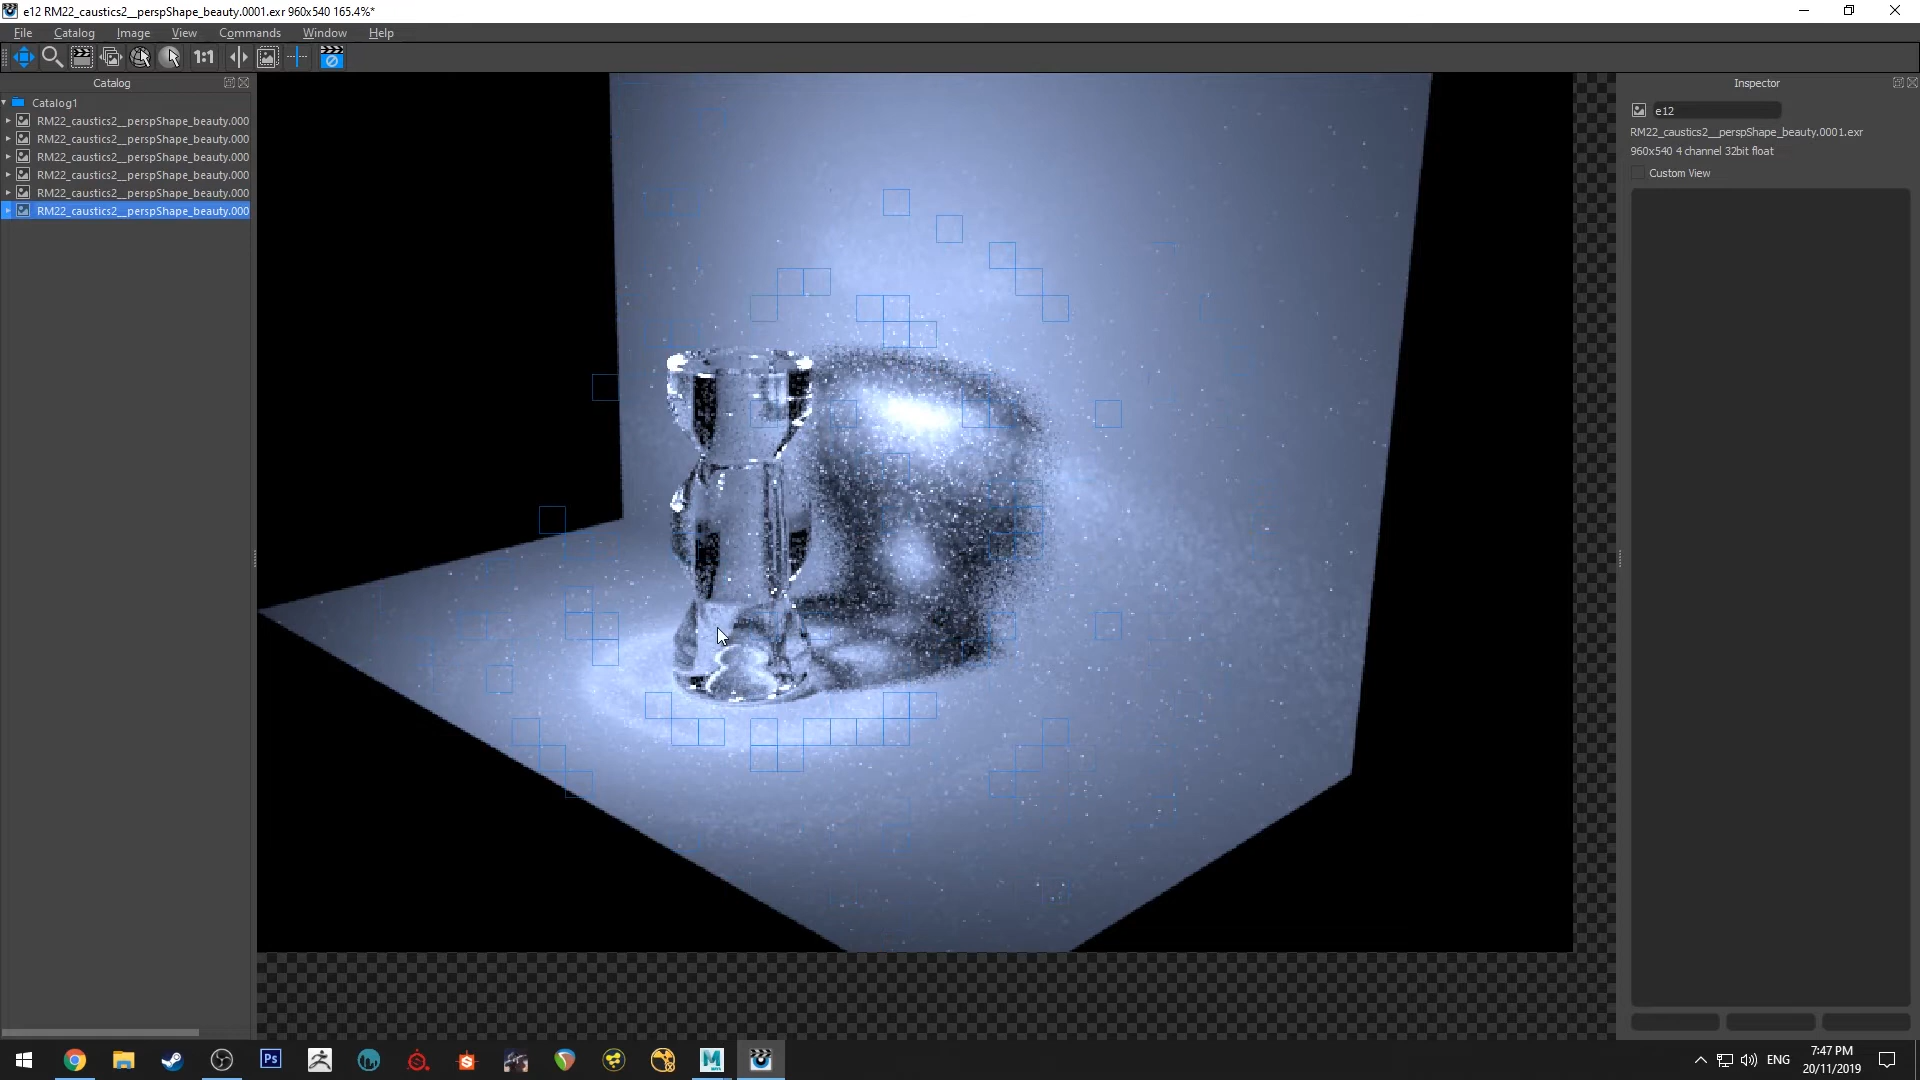 e12 RM22_caustics2__perspShape_beauty.0001.exr 960x540 165.4%*
File Catalog Image View Commands Window Help
1:1
Catalog
Inspector
Catalog1
RM22_caustics2__perspShape_beauty.000
RM22_caustics2__perspShape_beauty.000
RM22_caustics2__perspShape_beauty.000
RM22_caustics2__perspShape_beauty.000
RM22_caustics2__perspShape_beauty.000
RM22_caustics2__perspShape_beauty.000
e12
RM22_caustics2__perspShape_beauty.0001.exr
960x540 4 channel 32bit float
Custom View
Ps
M
ENG
7:47 PM
20/11/2019